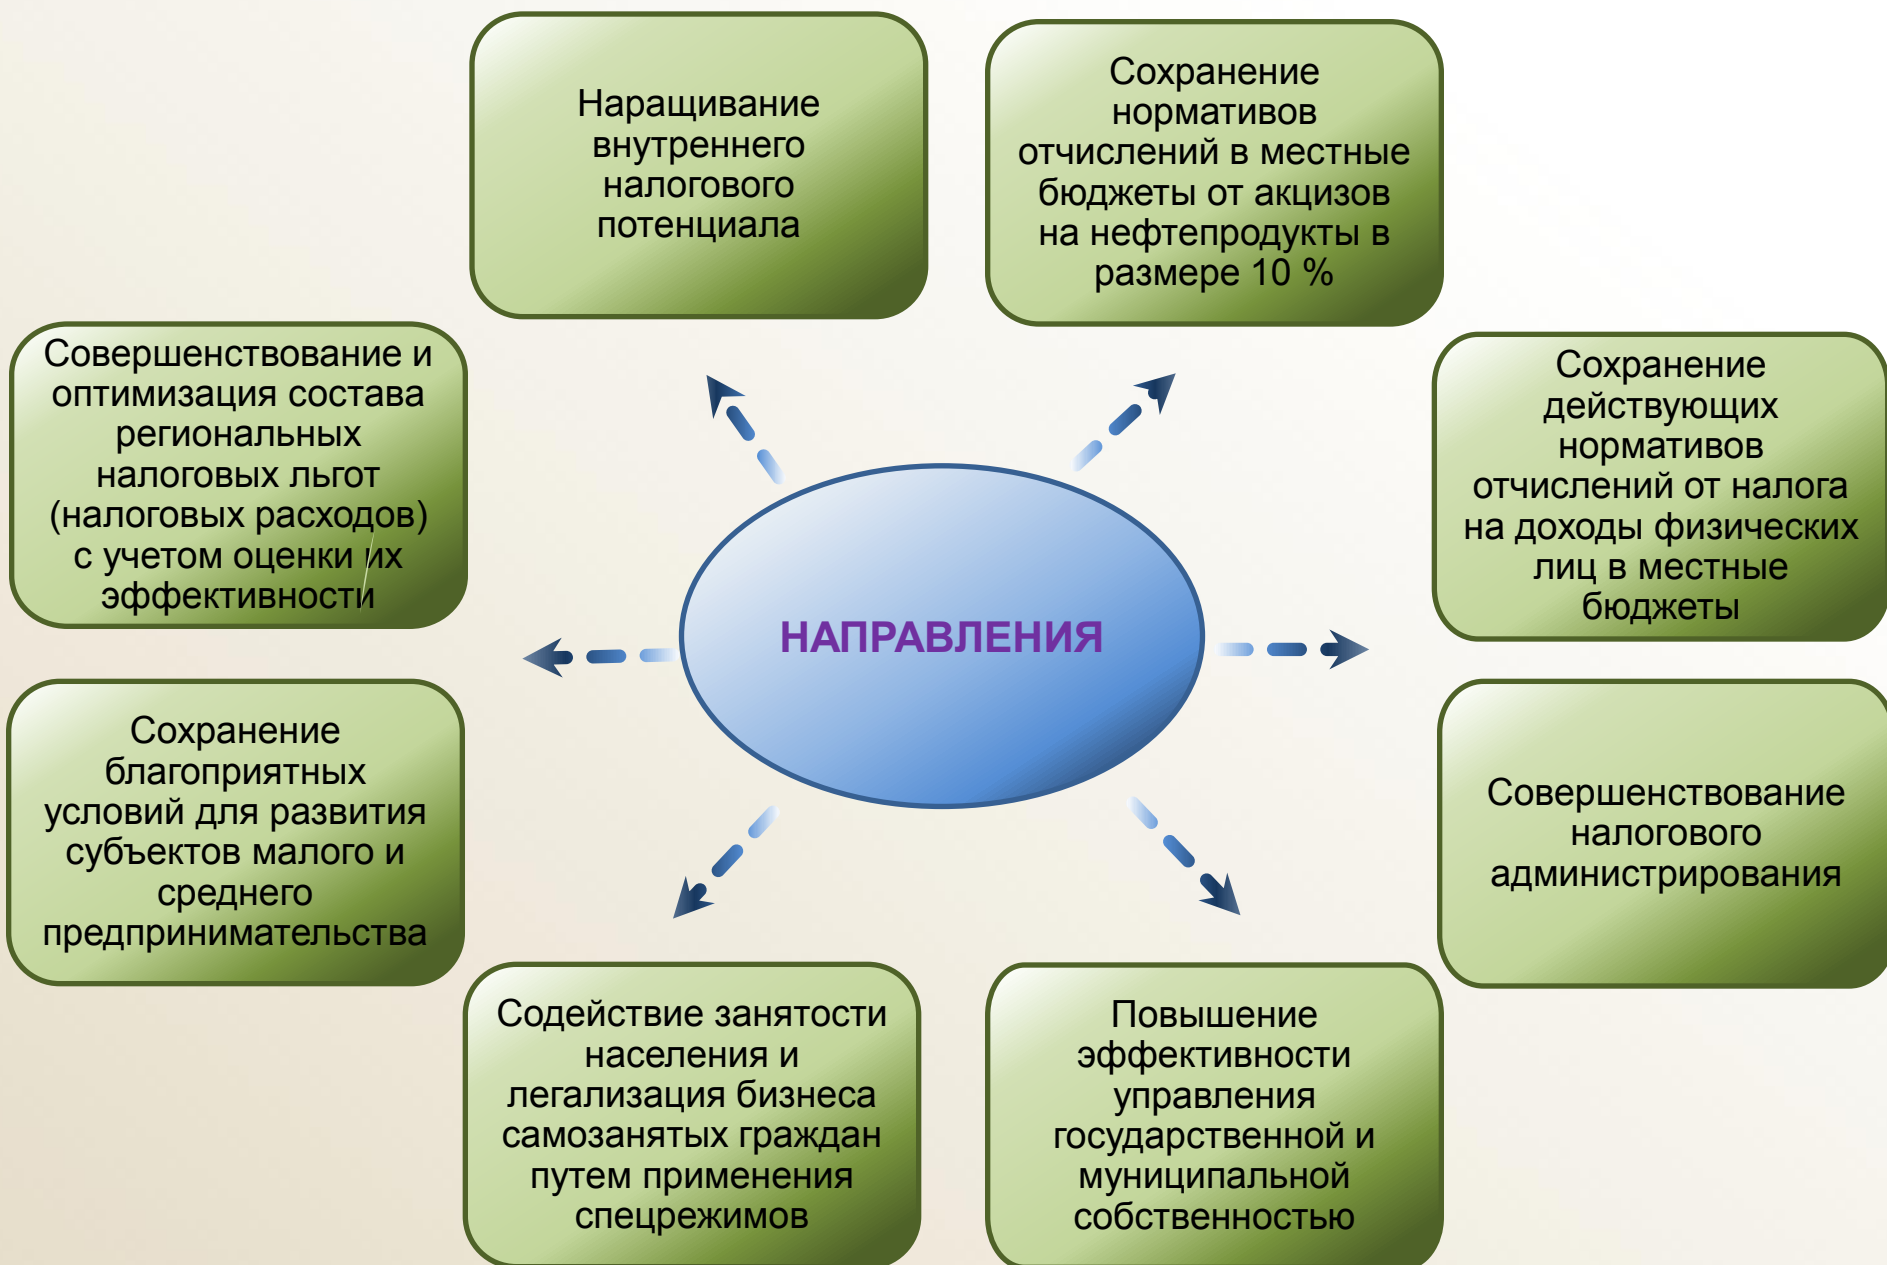 Наращивание
внутреннего
налогового
потенциала
Сохранение
нормативов
отчислений в местные
бюджеты от акцизов
на нефтепродукты в
размере 10 %
Совершенствование и
оптимизация состава
региональных
налоговых льгот
(налоговых расходов)
с учетом оценки их
эффективности
Сохранение
действующих
нормативов
отчислений от налога
на доходы физических
лиц в местные
бюджеты
НАПРАВЛЕНИЯ
Сохранение
благоприятных
условий для развития
субъектов малого и
среднего
предпринимательства
Совершенствование
налогового
администрирования
Содействие занятости
населения и
легализация бизнеса
самозанятых граждан
путем применения
спецрежимов
Повышение
эффективности
управления
государственной и
муниципальной
собственностью